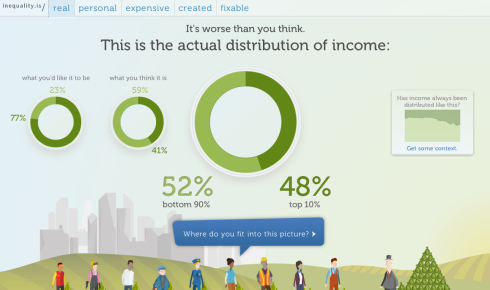 inequality.is/ real personal expensive created fixable
It's worse than you think.
This is the actual distribution of income:
what you'd like it to be
what you think it is
23%
59%
77%
41%
Has income always been
distributed like this?
Get some context.
52%
bottom 90%
48%
top 10%
Where do you fit into this picture?